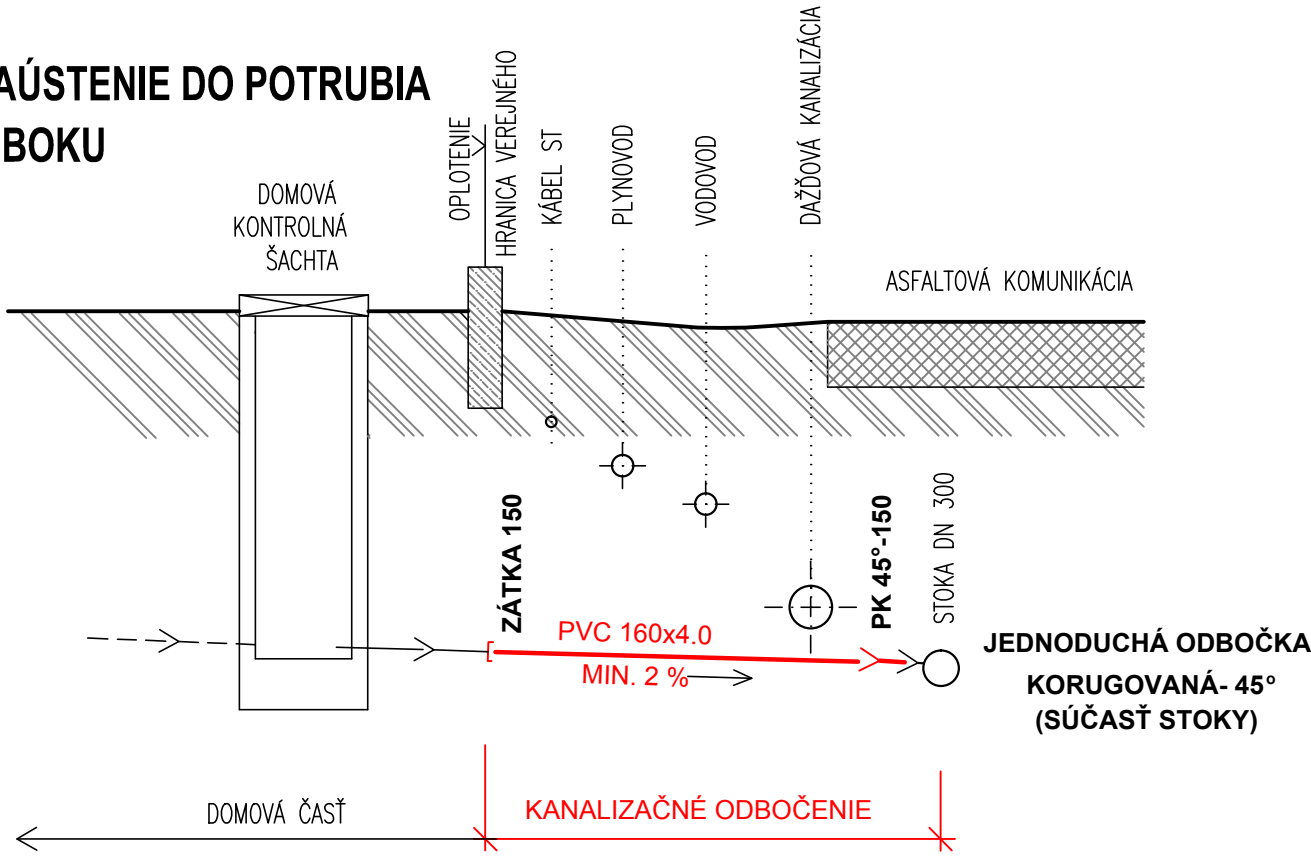 AÚSTENIE DO POTRUBIA
BOKU
DOMOVÁ
KONTROLNÁ
ŠACHTA
OPLOTENIE
HRANICA VEREJNÉHO
KÁBEL ST
PLYNOVOD
VODOVOD
DAŽĎOVÁ KANALIZÁCIA
ASFALTOVÁ KOMUNIKÁCIA
ZÁTKA 150
PVC 160x4.0
MIN. 2 %
PK 45°-150
STOKA DN 300
JEDNODUCHÁ ODBOČKA
KORUGOVANÁ- 45°
(SÚČASŤ STOKY)
DOMOVÁ ČASŤ
KANALIZAČNÉ ODBOČENIE